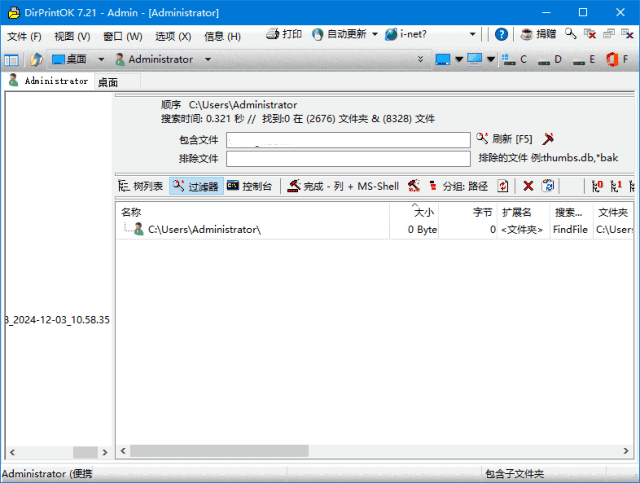 DirPrintOK 7.21 - Admin - [Administrator]
文件 (F) 视图 (V) 窗口 (W) 选项 (X) 信息 (H) 打印 自动更新 i-net? 捐赠
桌面 Administrator C D E F
Administrator 桌面
顺序 C:\Users\Administrator
搜索时间: 0.321 秒 // 找到:0 在 (2676) 文件夹 & (8328) 文件
包含文件 刷新 [F5]
排除文件 排除的文件 例:thumbs.db,*bak
树列表 过滤器 控制台 完成 - 列 + MS-Shell 分组: 路径
名称 大小 字节 扩展名 搜索... 文件夹
C:\Users\Administrator\ 0 Byte 0 <文件夹> FindFile C:\Users
3_2024-12-03_10.58.35
Administrator (便携 包含子文件夹